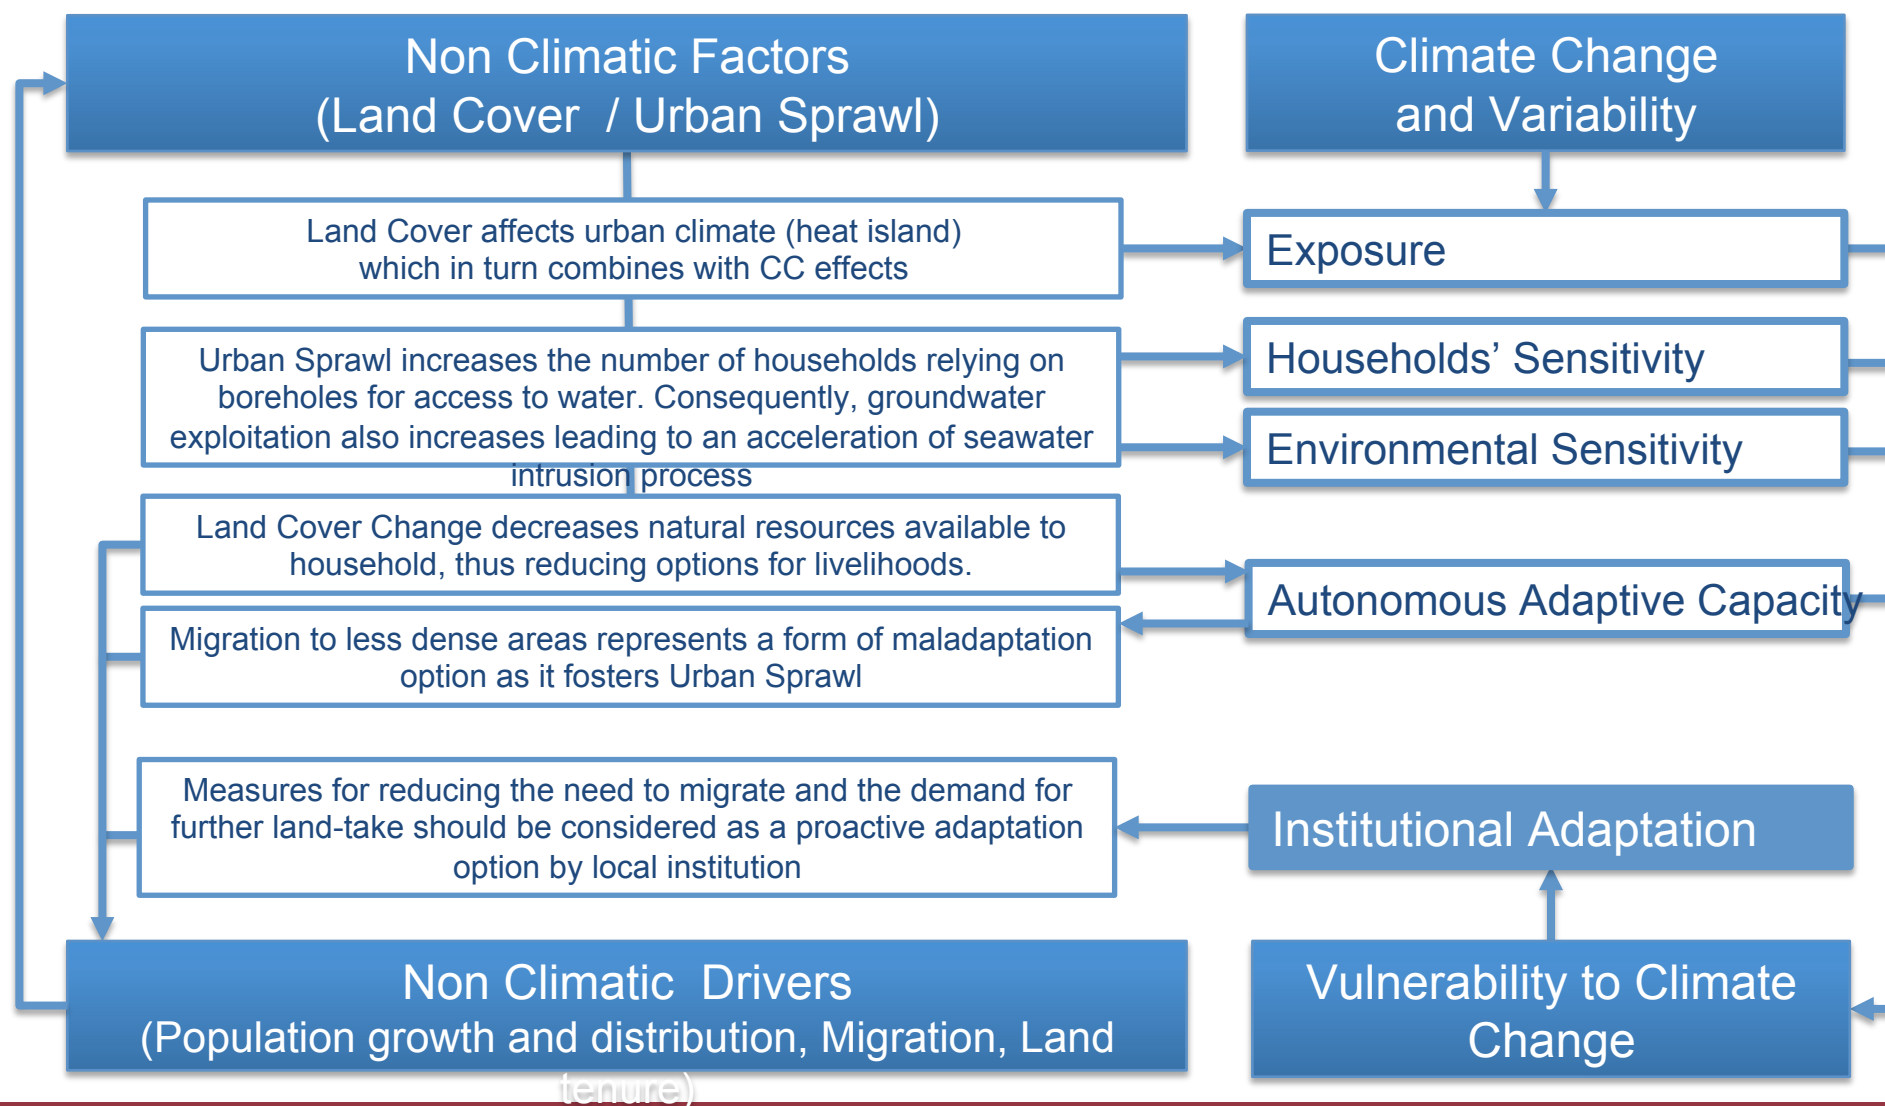 Non Climatic Factors
(Land Cover / Urban Sprawl)
Climate Change
and Variability
Land Cover affects urban climate (heat island)
which in turn combines with CC effects
Exposure
Urban Sprawl increases the number of households relying on
boreholes for access to water. Consequently, groundwater
exploitation also increases leading to an acceleration of seawater
intrusion process
Households’ Sensitivity
Environmental Sensitivity
Land Cover Change decreases natural resources available to
household, thus reducing options for livelihoods.
Autonomous Adaptive Capacity
Migration to less dense areas represents a form of maladaptation
option as it fosters Urban Sprawl
Measures for reducing the need to migrate and the demand for
further land-take should be considered as a proactive adaptation
option by local institution
Institutional Adaptation
Non Climatic Drivers
(Population growth and distribution, Migration, Land
tenure)
Vulnerability to Climate
Change